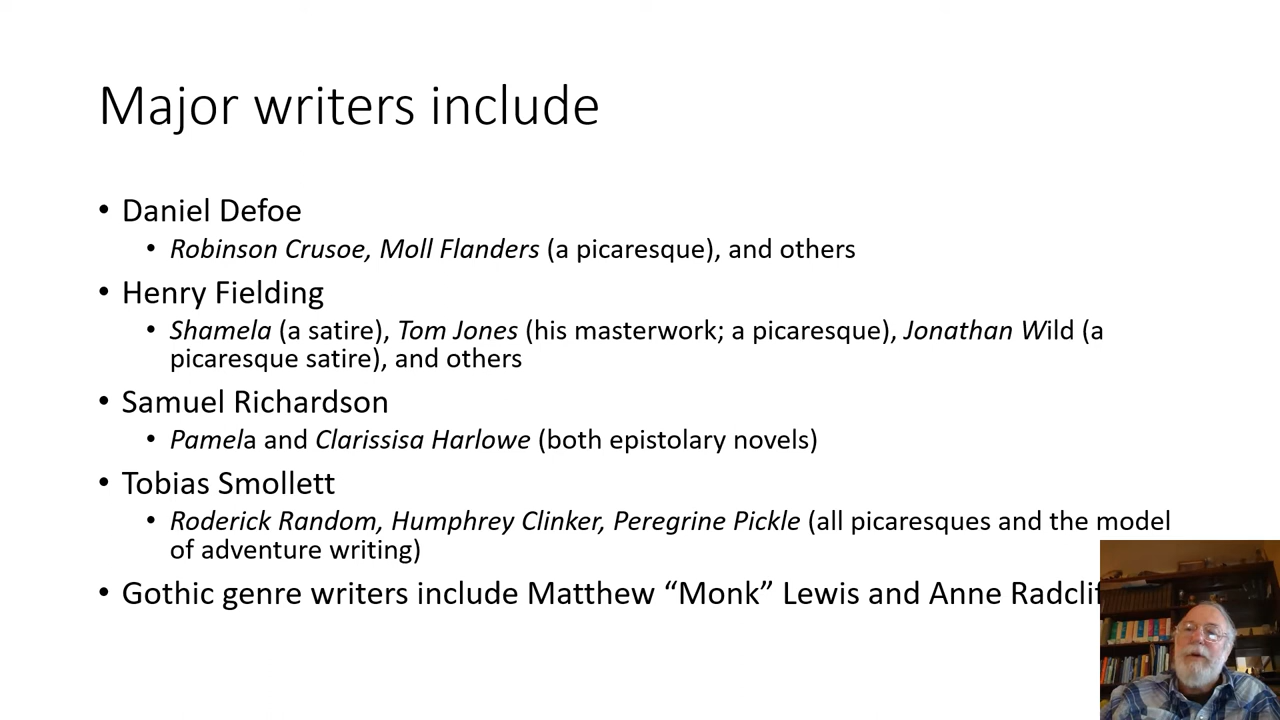 Major writers include
• Daniel Defoe
• Robinson Crusoe, Moll Flanders (a picaresque), and others
• Henry Fielding
• Shamela (a satire), Tom Jones (his masterwork; a picaresque), Jonathan Wild (a
picaresque satire), and others
• Samuel Richardson
• Pamela and Clarissisa Harlowe (both epistolary novels)
• Tobias Smollett
• Roderick Random, Humphrey Clinker, Peregrine Pickle (all picaresques and the model
of adventure writing)
• Gothic genre writers include Matthew “Monk” Lewis and Anne